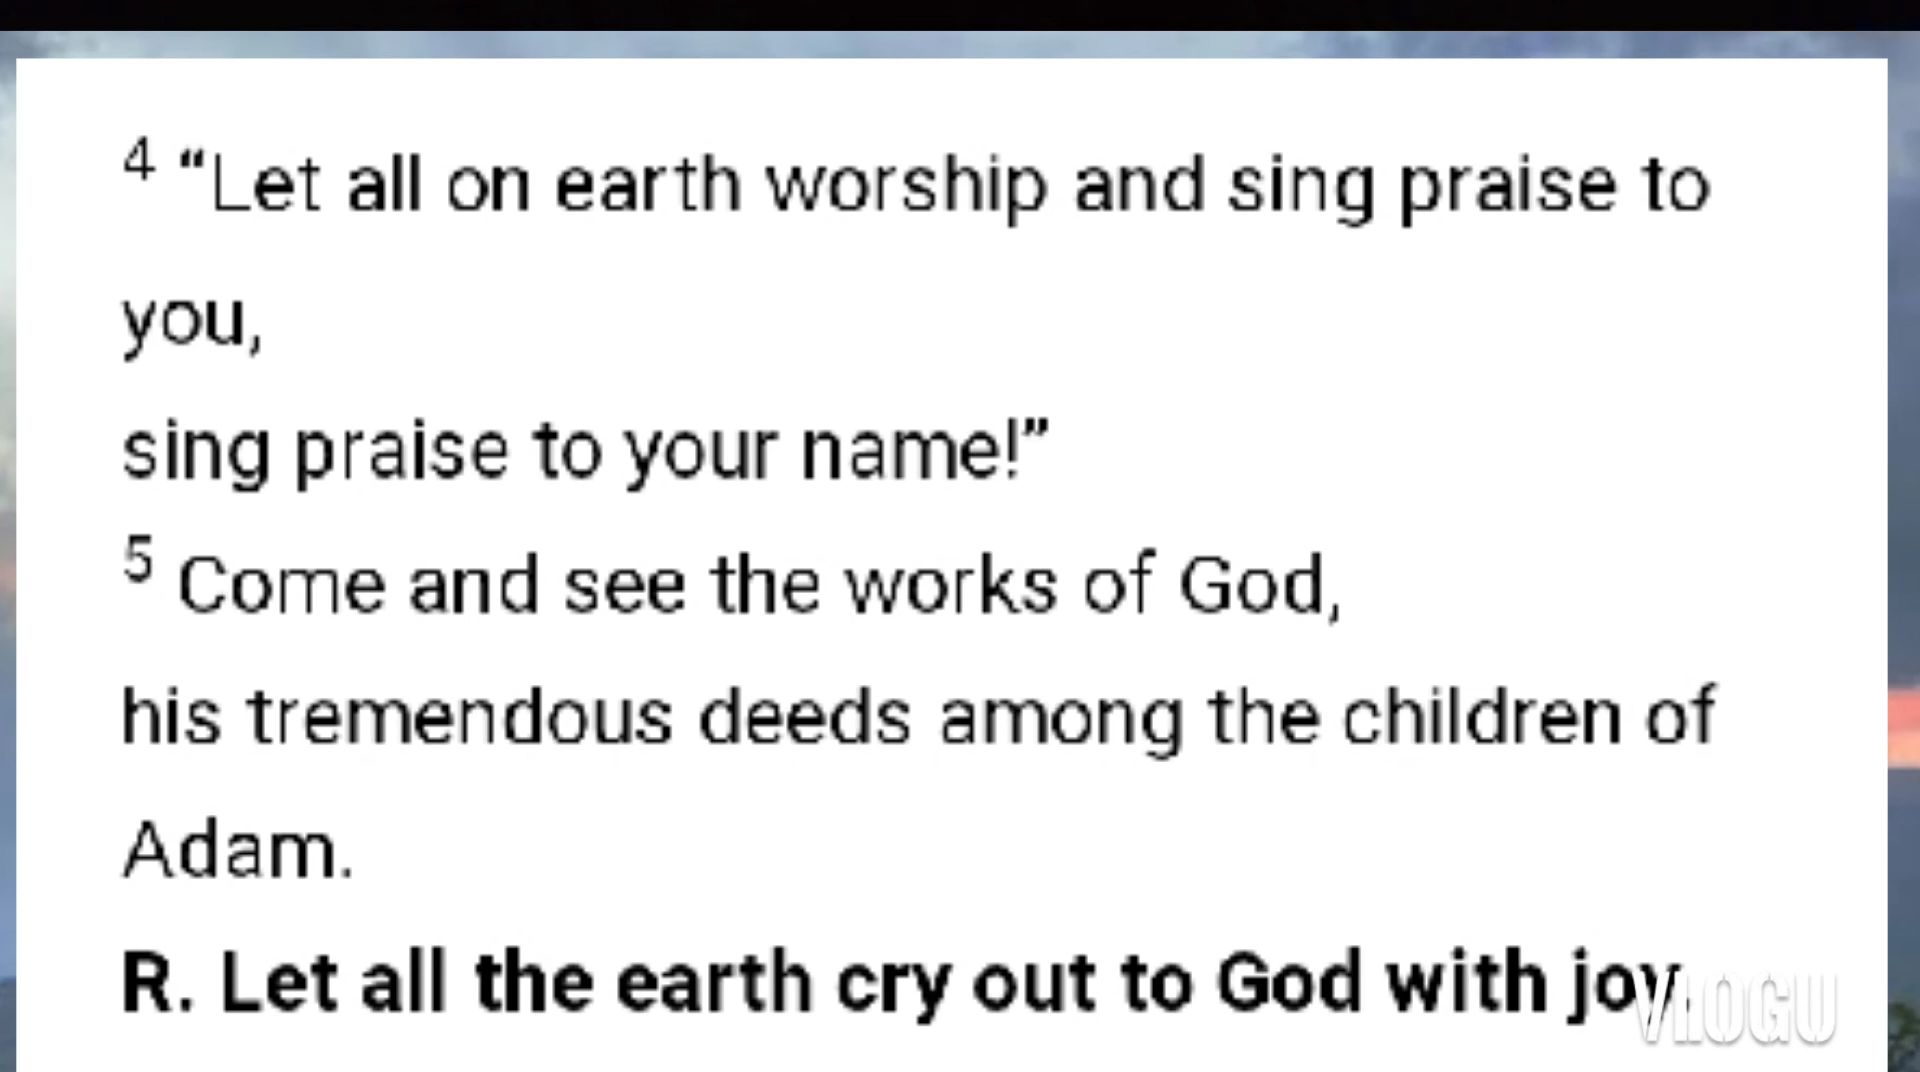 4 “Let all on earth worship and sing praise to
you,
sing praise to your name!”
5 Come and see the works of God,
his tremendous deeds among the children of
Adam.
R. Let all the earth cry out to God with joy.
VLOGU